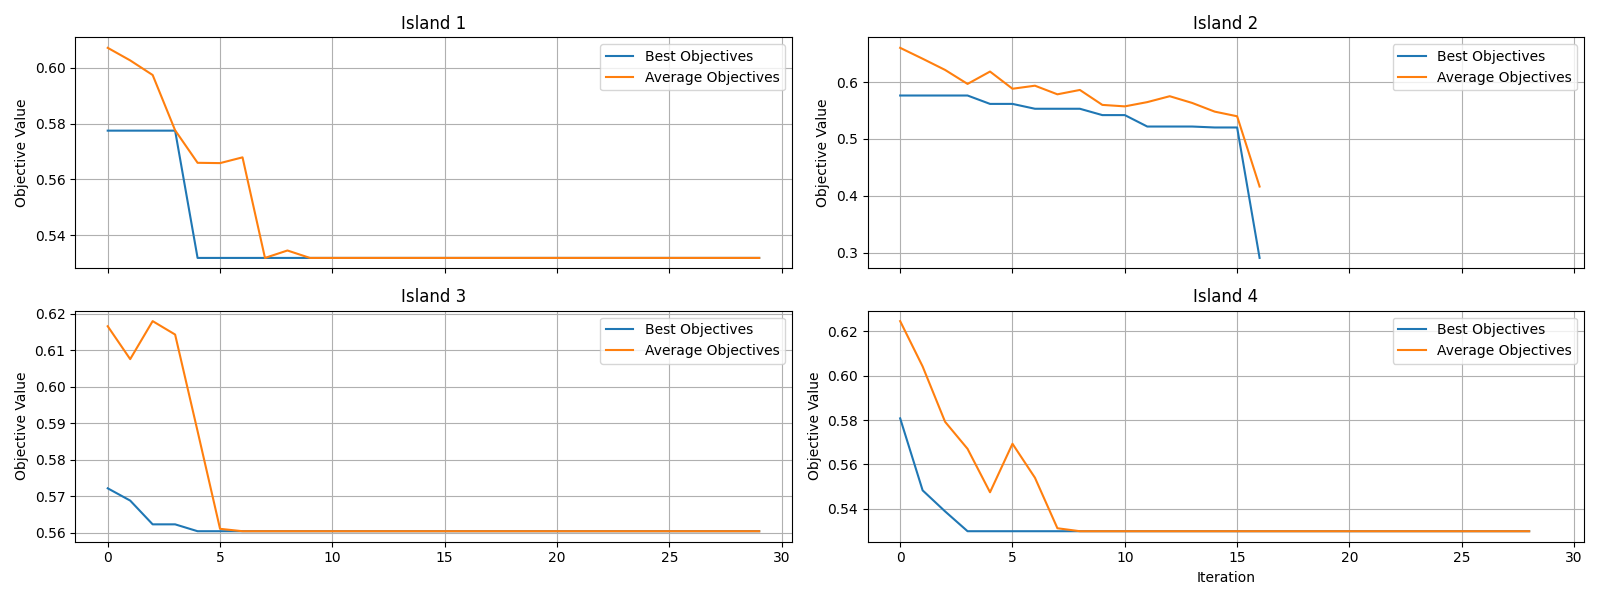 Island 1
Objective Value
0.60
0.58
0.56
0.54
Best Objectives
Average Objectives
Island 2
Objective Value
0.6
0.5
0.4
0.3
Best Objectives
Average Objectives
Island 3
Objective Value
0.62
0.61
0.60
0.59
0.58
0.57
0.56
Best Objectives
Average Objectives
0 5 10 15 20 25 30
Island 4
Objective Value
0.62
0.60
0.58
0.56
0.54
Best Objectives
Average Objectives
0 5 10 15 20 25 30
Iteration